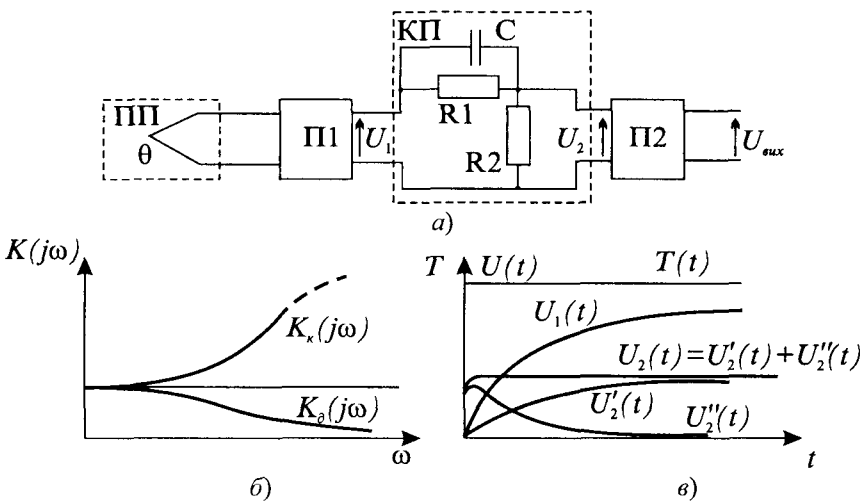 КП C
ПП
θ
П1
U₁
R1
R2
U₂
П2
Uвих
а)
K(jω)
Kк(jω)
Kд(jω)
ω
б)
T U(t) T(t)
U₁(t)
U₂(t)=U₂′(t)+U₂″(t)
U₂′(t)
U₂″(t)
t
в)